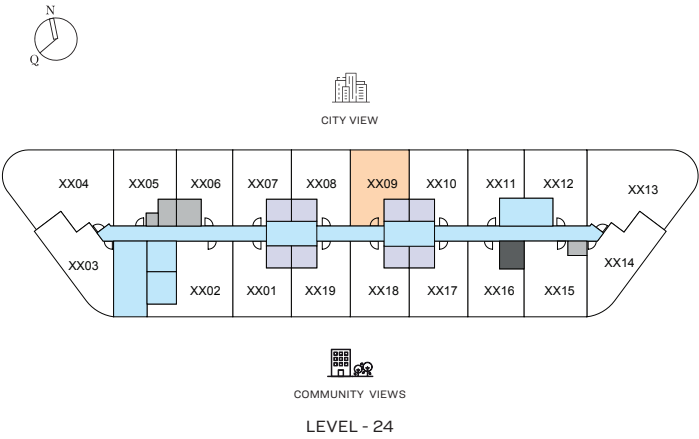 N
Q
CITY VIEW
XX04 XX05 XX06 XX07 XX08 XX09 XX10 XX11 XX12 XX13
XX03 XX02 XX01 XX19 XX18 XX17 XX16 XX15 XX14
COMMUNITY VIEWS
LEVEL - 24